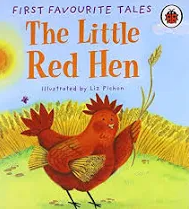 FIRST FAVOURITE TALES
The Little
Red Hen
Illustrated by Liz Pichon